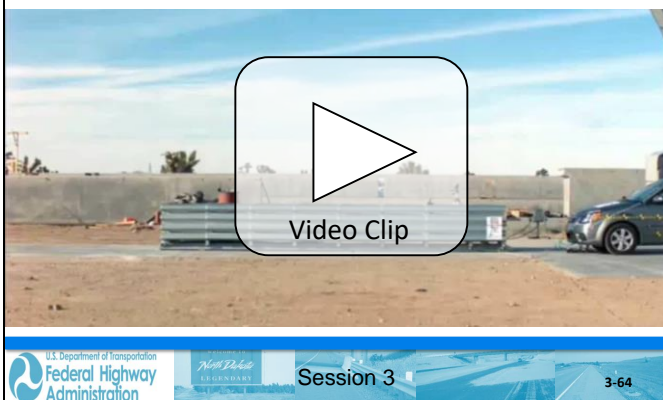 Video Clip
U.S. Department of Transportation
Federal Highway
Administration
North Dakota
LEGENDARY
Session 3
3-64